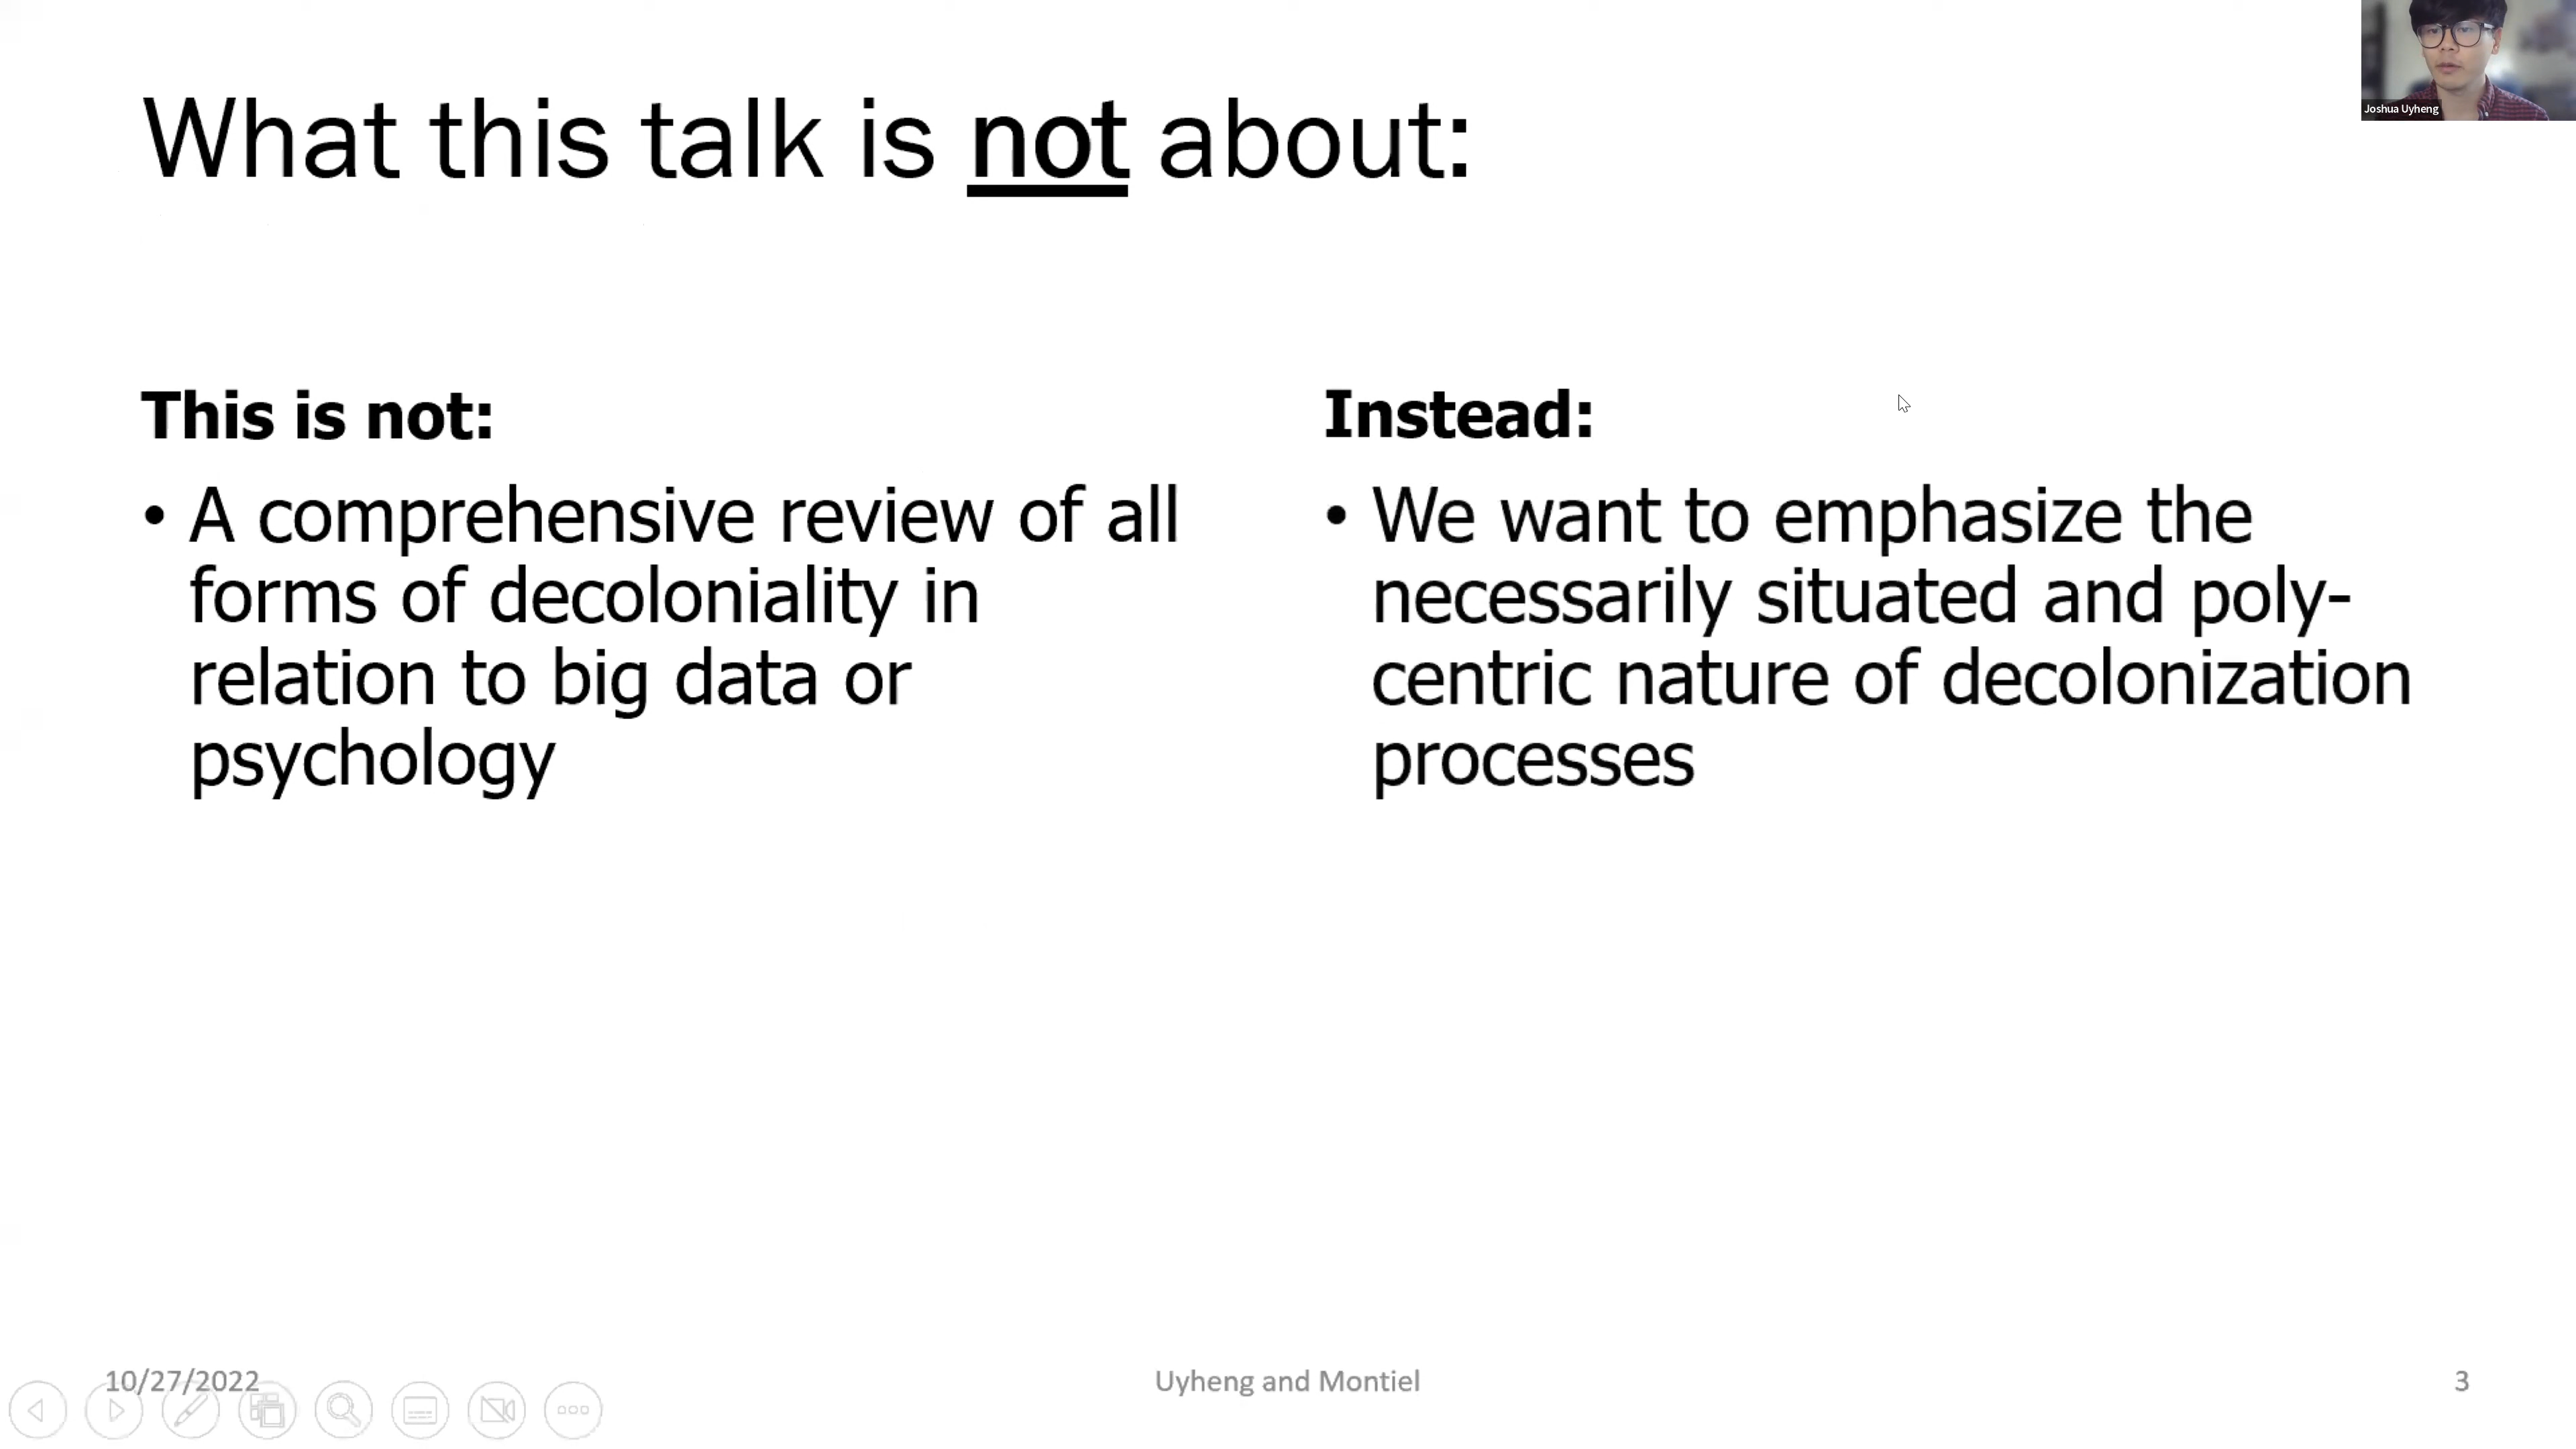 What this talk is not about:
Joshua Uyheng
This is not:
• A comprehensive review of all
forms of decoloniality in
relation to big data or
psychology
Instead:
• We want to emphasize the
necessarily situated and poly-
centric nature of decolonization
processes
10/27/2022
Uyheng and Montiel
3